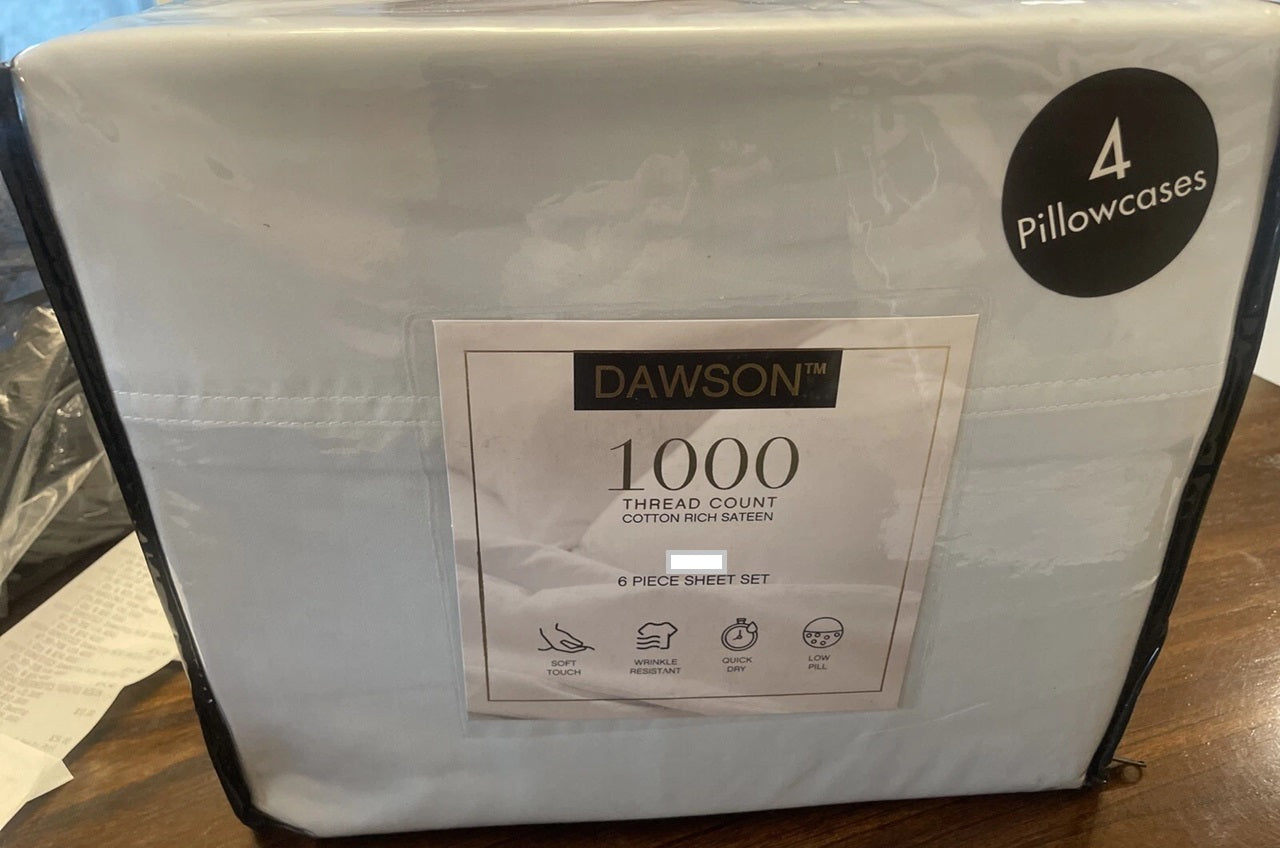 4
Pillowcases
DAWSON™
1000
THREAD COUNT
COTTON RICH SATEEN
6 PIECE SHEET SET
SOFT
TOUCH
WRINKLE
RESISTANT
QUICK
DRY
LOW
PILL